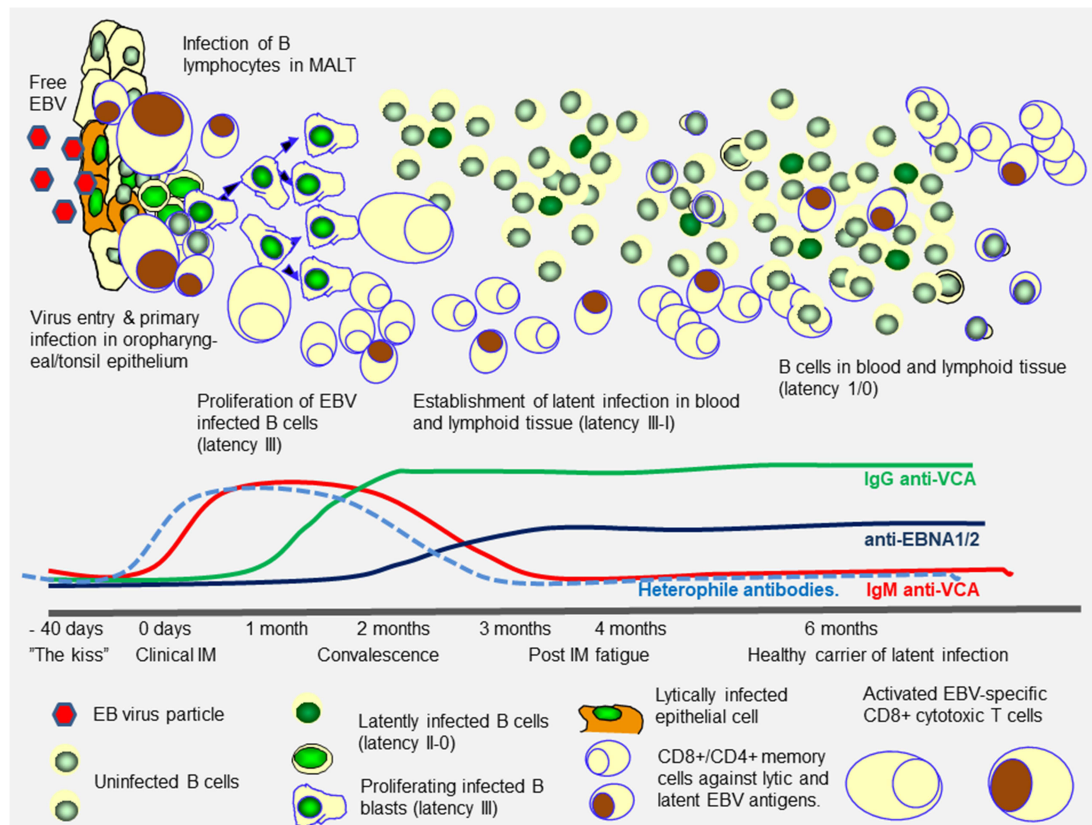 Infection of B
lymphocytes in MALT
Free
EBV
Virus entry & primary
infection in oropharyng-
eal/tonsil epithelium
Proliferation of EBV
infected B cells
(latency III)
Establishment of latent infection in blood
and lymphoid tissue (latency III-I)
B cells in blood and lymphoid tissue
(latency 1/0)
IgG anti-VCA
anti-EBNA1/2
Heterophile antibodies.
IgM anti-VCA
- 40 days
0 days
1 month
2 months
3 months
4 months
6 months
"The kiss"
Clinical IM
Convalescence
Post IM fatigue
Healthy carrier of latent infection
EB virus particle
Uninfected B cells
Latently infected B cells
(latency II-0)
Proliferating infected B
blasts (latency III)
Lytically infected
epithelial cell
CD8+/CD4+ memory
cells against lytic and
latent EBV antigens.
Activated EBV-specific
CD8+ cytotoxic T cells